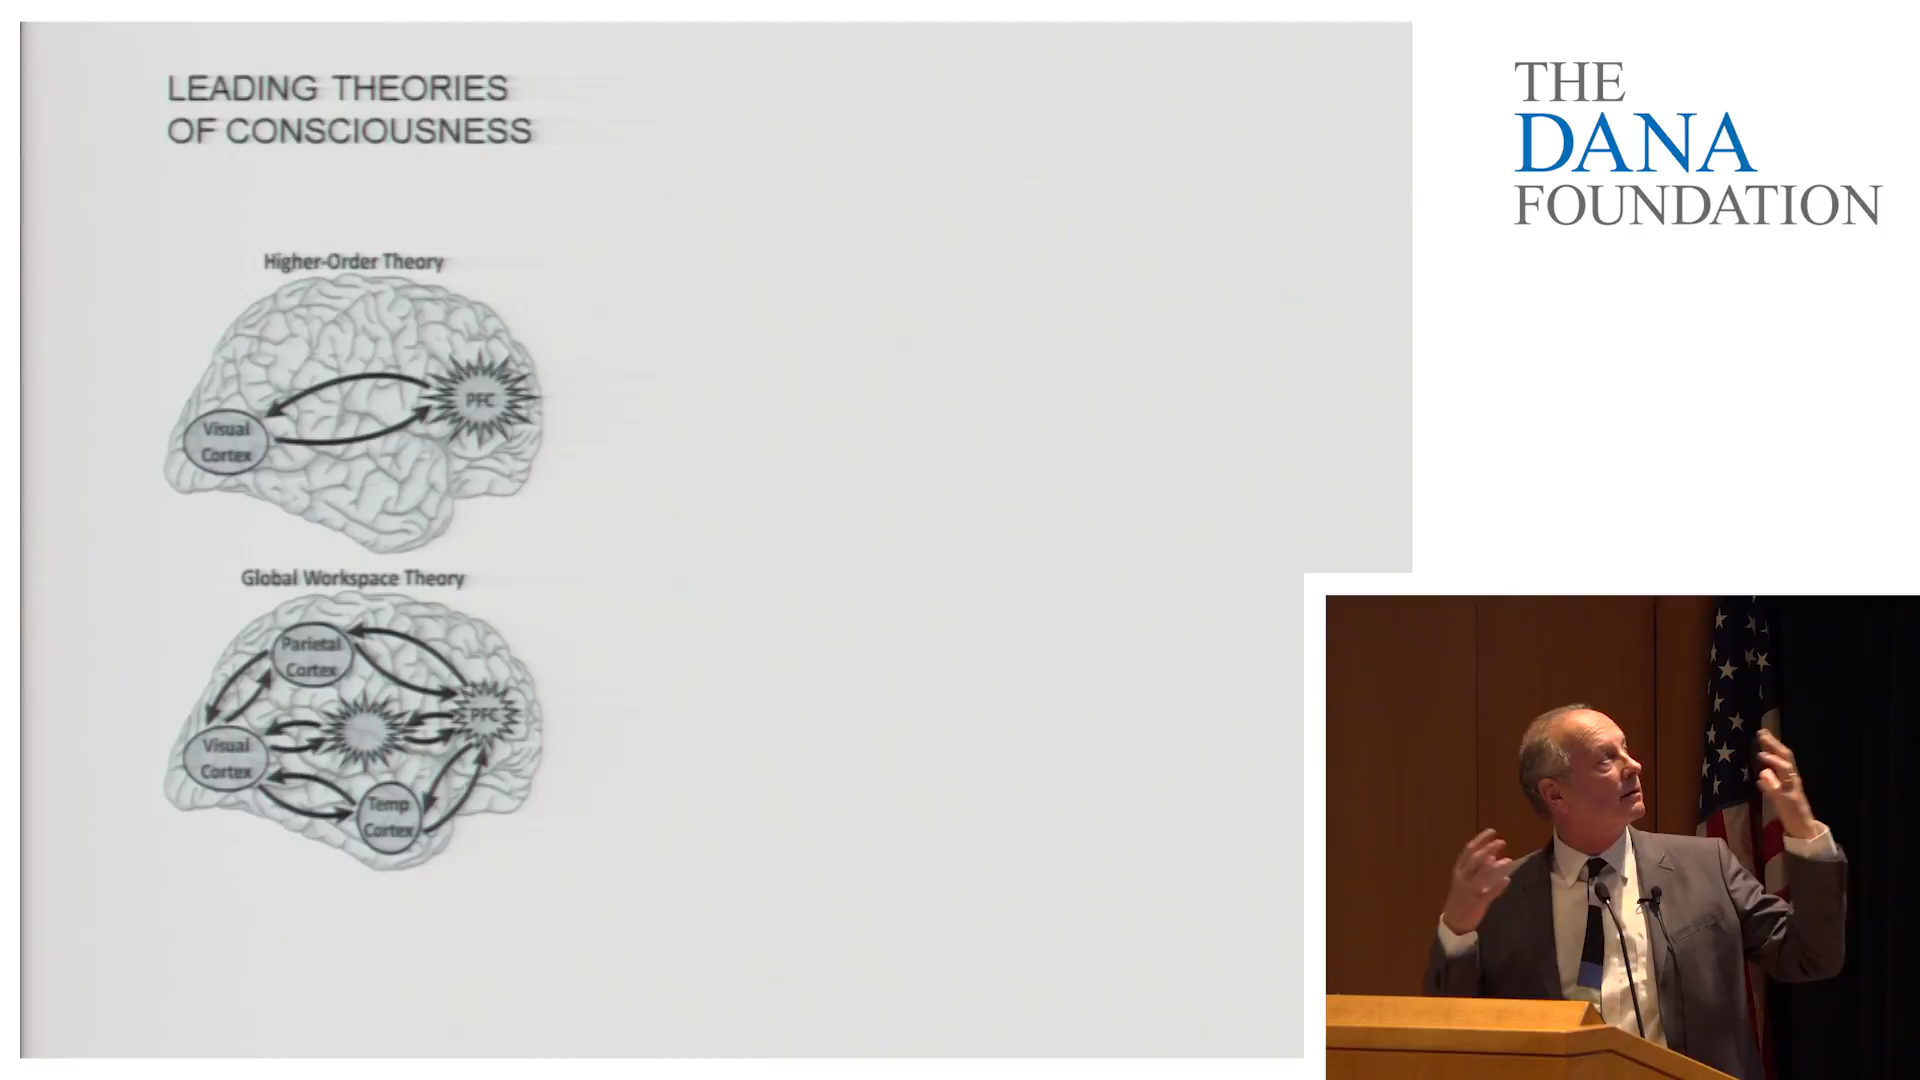 LEADING THEORIES
OF CONSCIOUSNESS
Higher-Order Theory
PFC
Visual
Cortex
Global Workspace Theory
Parietal
Cortex
PFC
Visual
Cortex
Temp
Cortex
THE
DANA
FOUNDATION